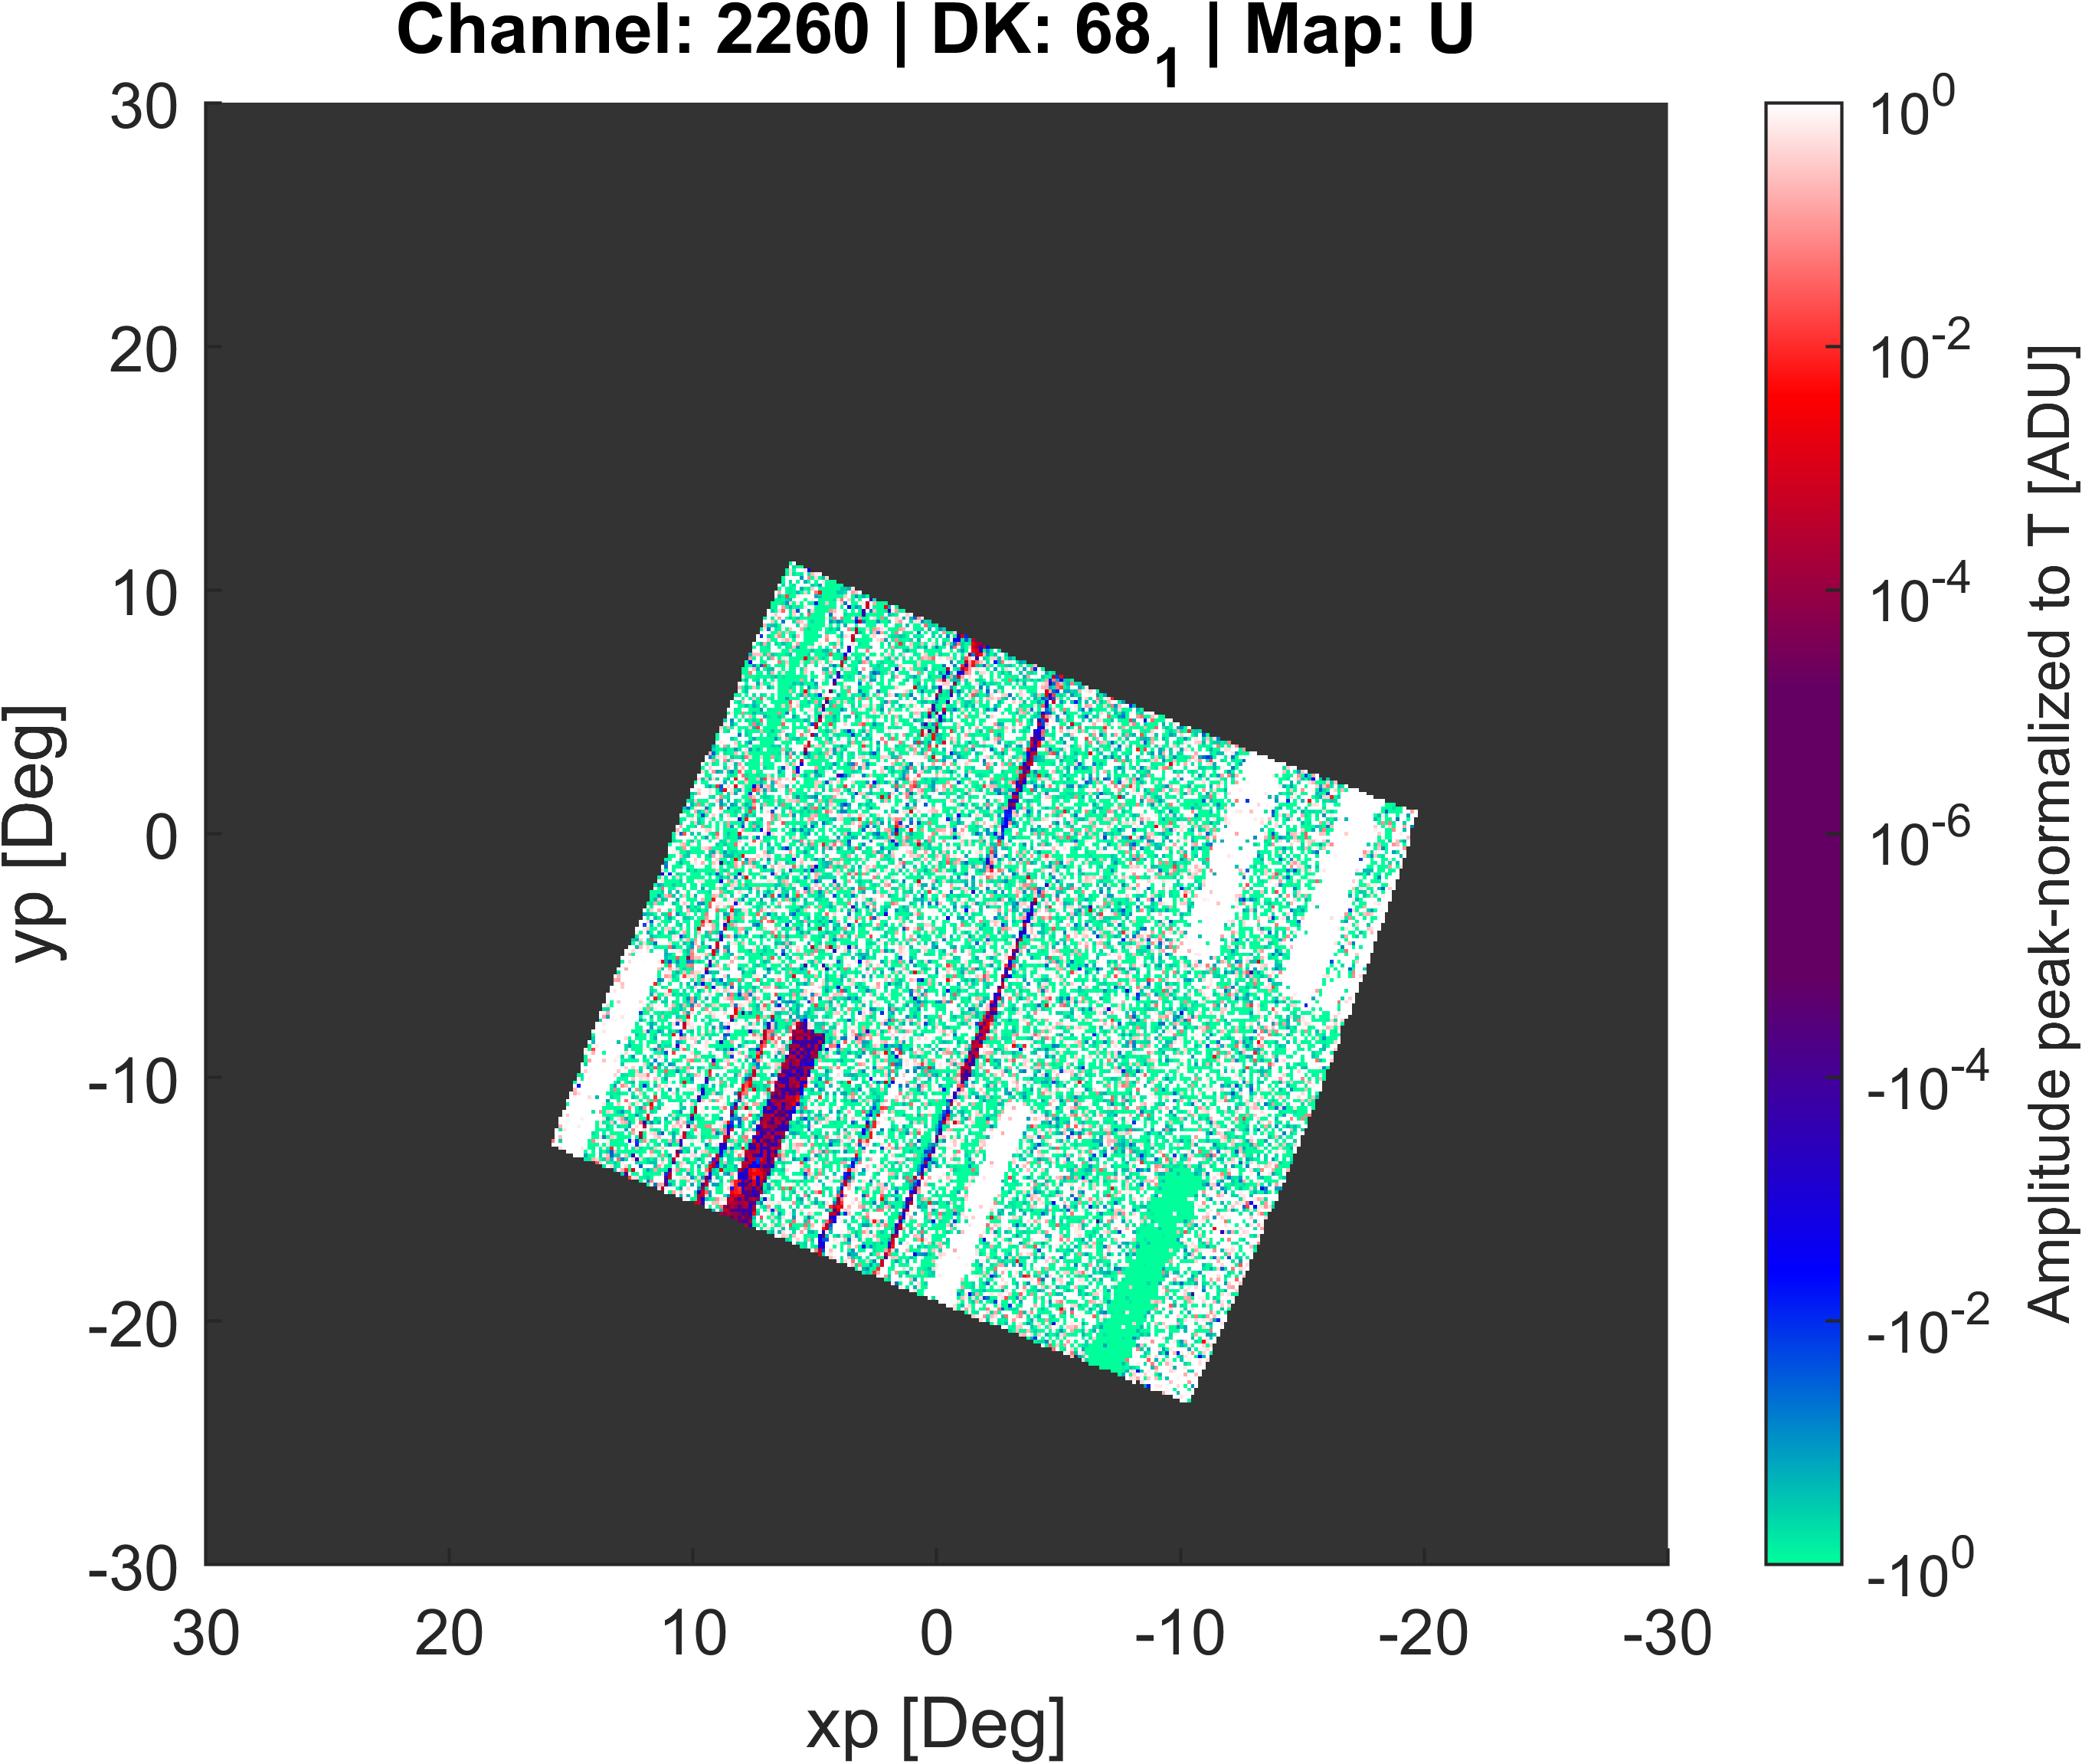 Channel: 2260 | DK: 68₁ | Map: U
30
20
10
0
-10
-20
-30
yp [Deg]
30 20 10 0 -10 -20 -30
xp [Deg]
10⁰
10⁻²
10⁻⁴
10⁻⁶
-10⁻⁴
-10⁻²
-10⁰
Amplitude peak-normalized to T [ADU]